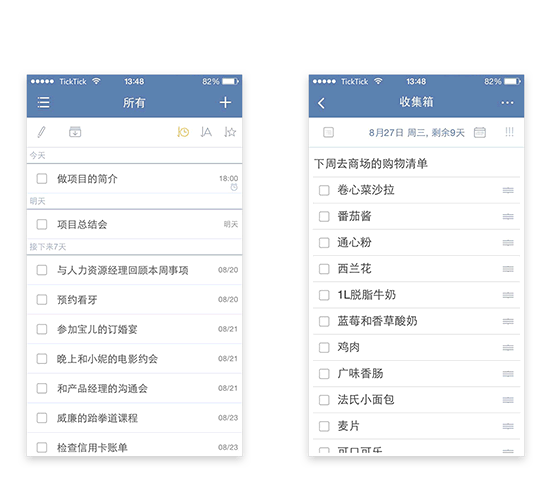 TickTick 13:48 82%
所有
今天
做项目的简介 18:00
明天
项目总结会 明天
接下来7天
与人力资源经理回顾本周事项 08/20
预约看牙 08/20
参加宝儿的订婚宴 08/21
晚上和小妮的电影约会 08/21
和产品经理的沟通会 08/21
威廉的跆拳道课程 08/23
检查信用卡账单 08/23
TickTick 13:48 82%
收集箱
8月27日 周三, 剩余9天
下周去商场的购物清单
卷心菜沙拉
番茄酱
通心粉
西兰花
1L脱脂牛奶
蓝莓和香草酸奶
鸡肉
广味香肠
法氏小面包
麦片
可口可乐